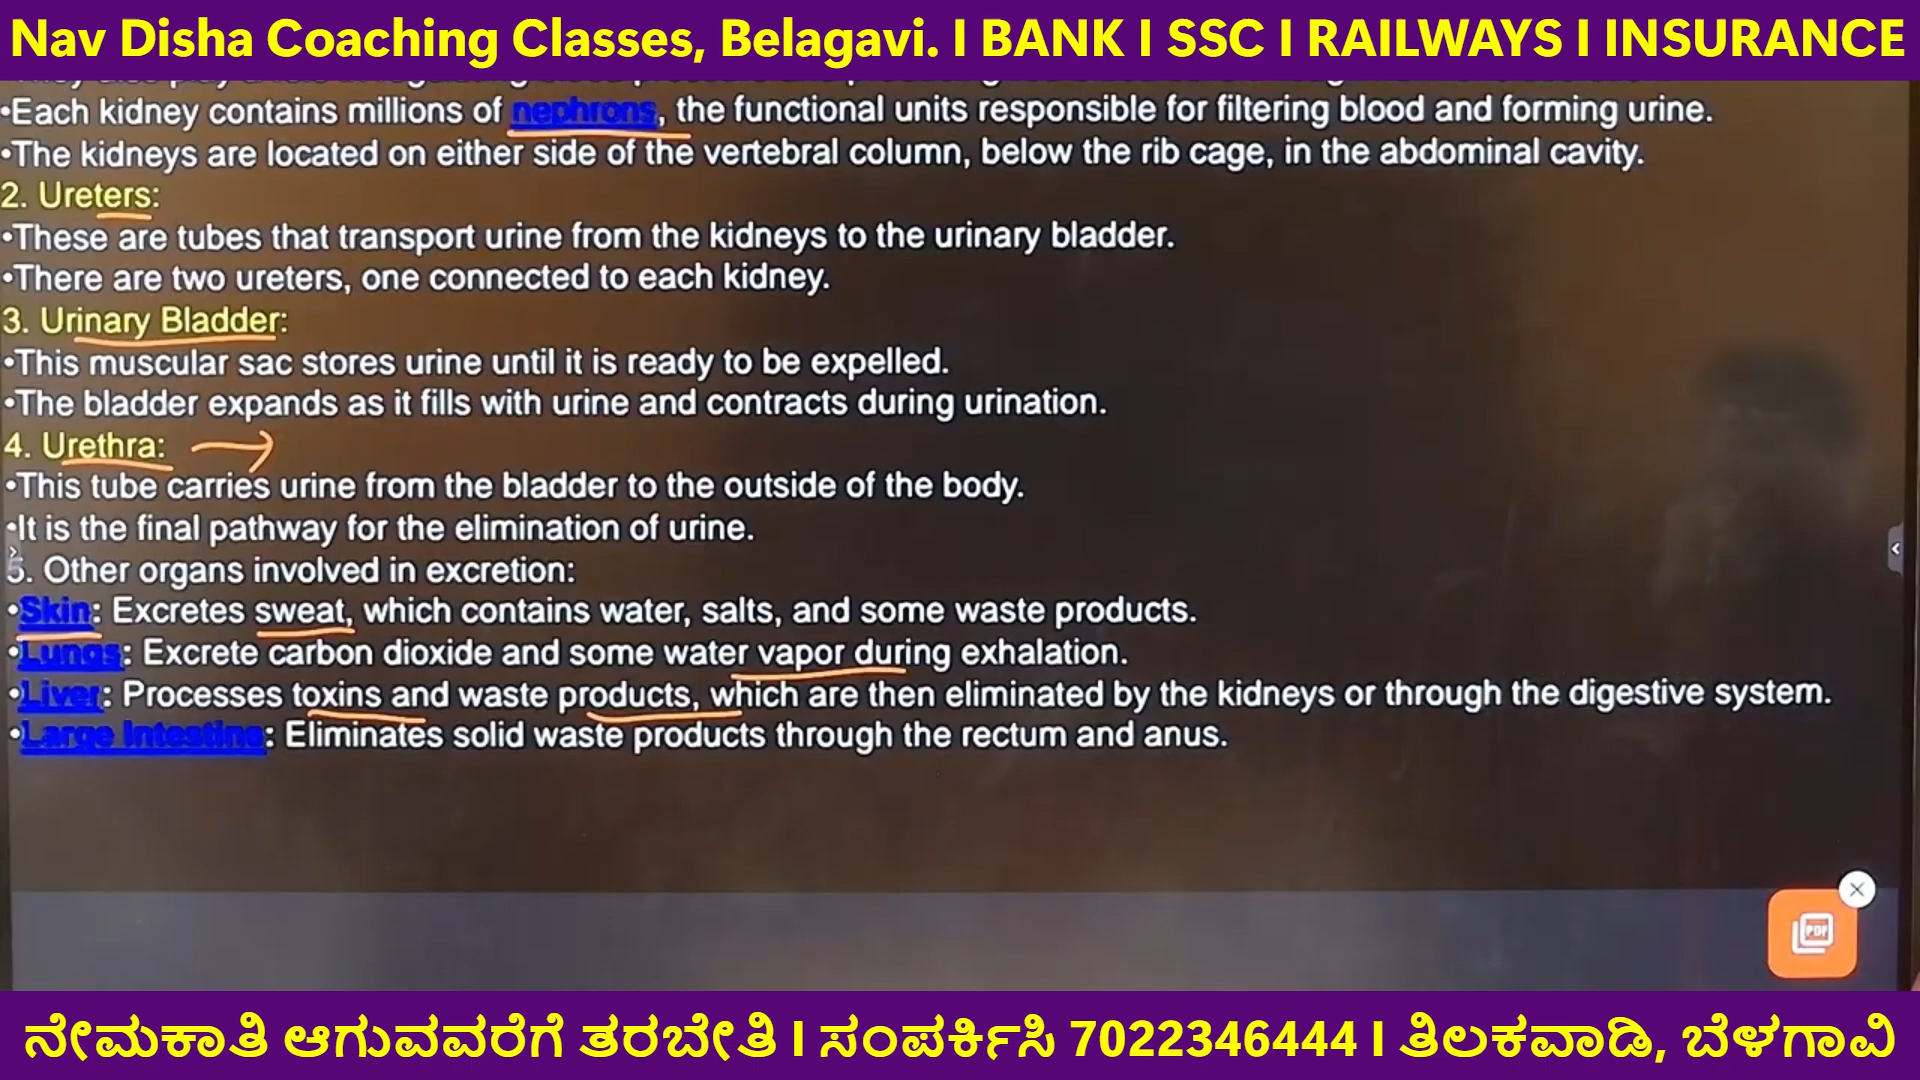 Nav Disha Coaching Classes, Belagavi. I BANK I SSC I RAILWAYS I INSURANCE
•Each kidney contains millions of nephrons, the functional units responsible for filtering blood and forming urine.
•The kidneys are located on either side of the vertebral column, below the rib cage, in the abdominal cavity.
2. Ureters:
•These are tubes that transport urine from the kidneys to the urinary bladder.
•There are two ureters, one connected to each kidney.
3. Urinary Bladder:
•This muscular sac stores urine until it is ready to be expelled.
•The bladder expands as it fills with urine and contracts during urination.
4. Urethra:
•This tube carries urine from the bladder to the outside of the body.
•It is the final pathway for the elimination of urine.
5. Other organs involved in excretion:
•Skin: Excretes sweat, which contains water, salts, and some waste products.
•Lungs: Excrete carbon dioxide and some water vapor during exhalation.
•Liver: Processes toxins and waste products, which are then eliminated by the kidneys or through the digestive system.
•Large Intestine: Eliminates solid waste products through the rectum and anus.
PDF
ನೇಮಕಾತಿ ಆಗುವವರೆಗೆ ತರಬೇತಿ I ಸಂಪರ್ಕಿಸಿ 7022346444 I ತಿಲಕವಾಡಿ, ಬೆಳಗಾವಿ